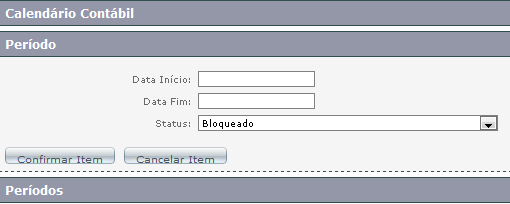 Calendário Contábil
Período
Data Início:
Data Fim:
Status: Bloqueado
Confirmar Item Cancelar Item
Períodos